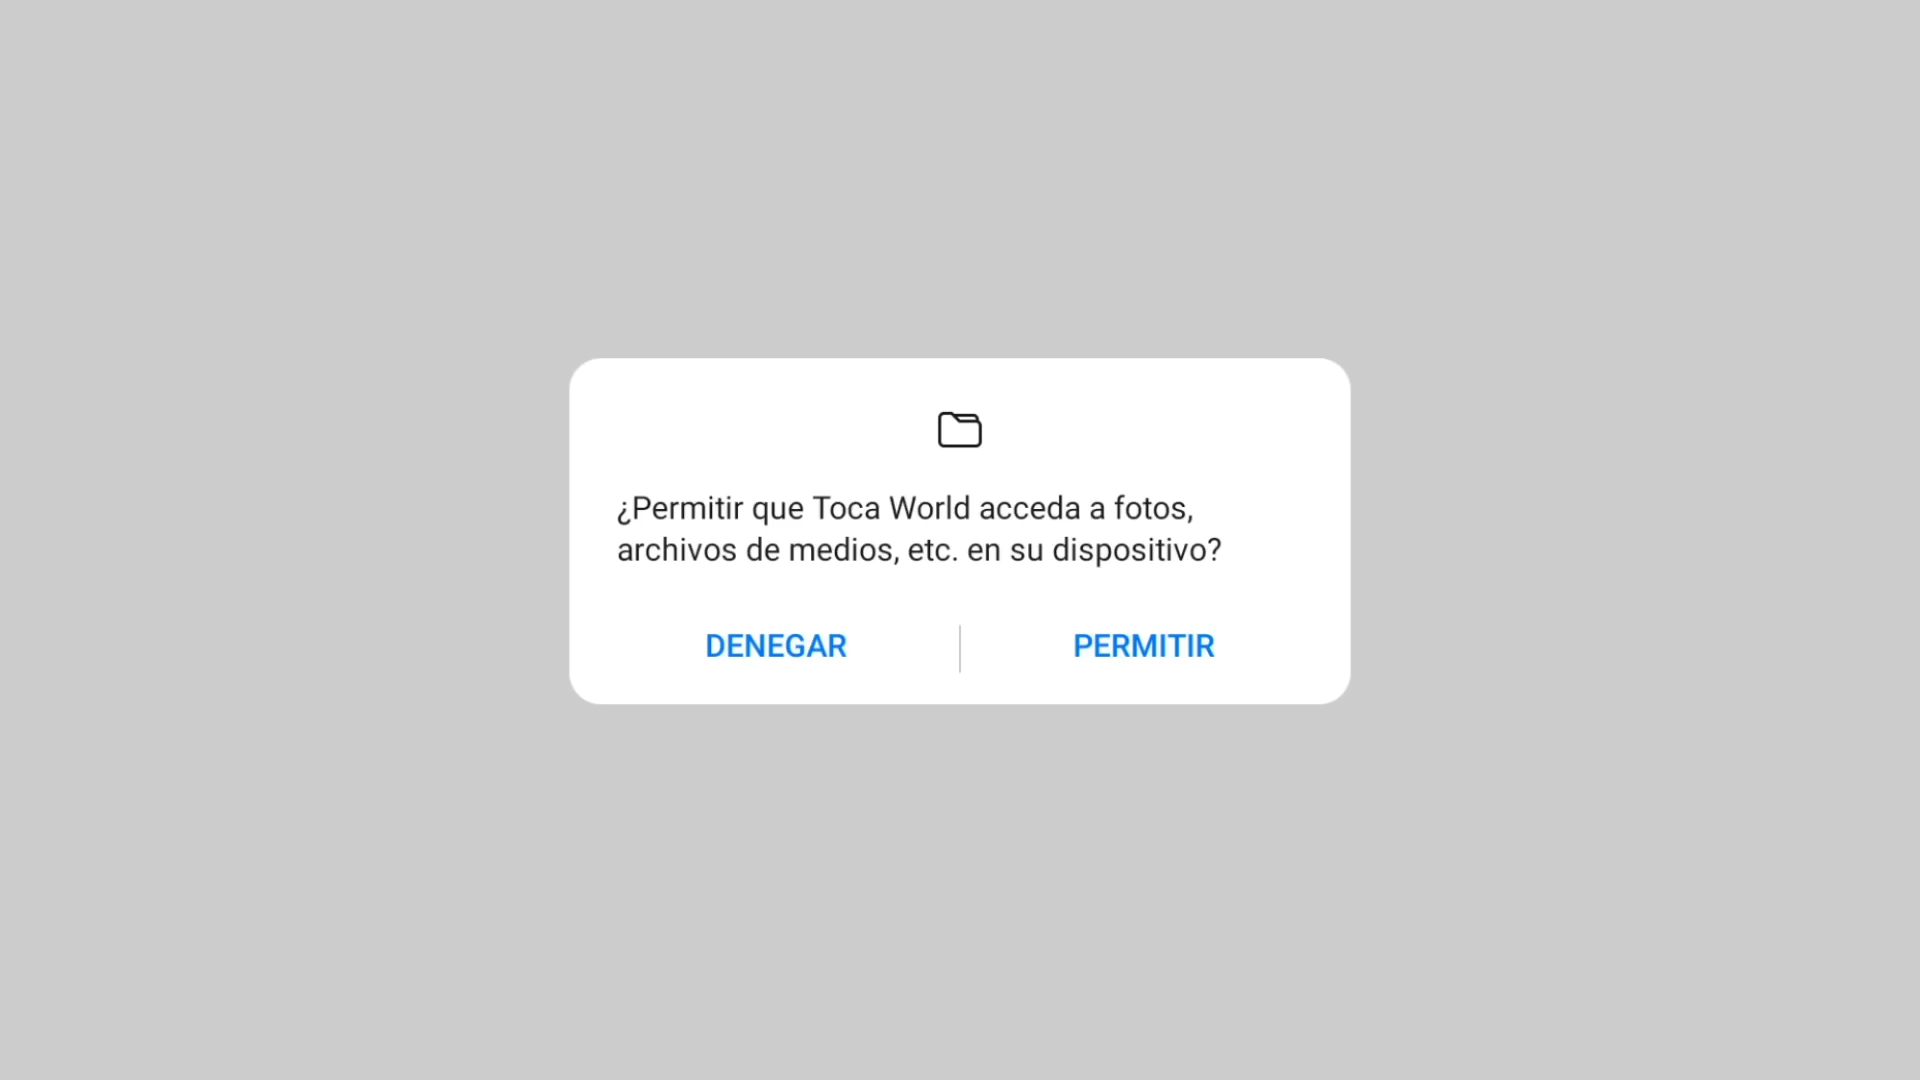 ¿Permitir que Toca World acceda a fotos,
archivos de medios, etc. en su dispositivo?
DENEGAR
PERMITIR